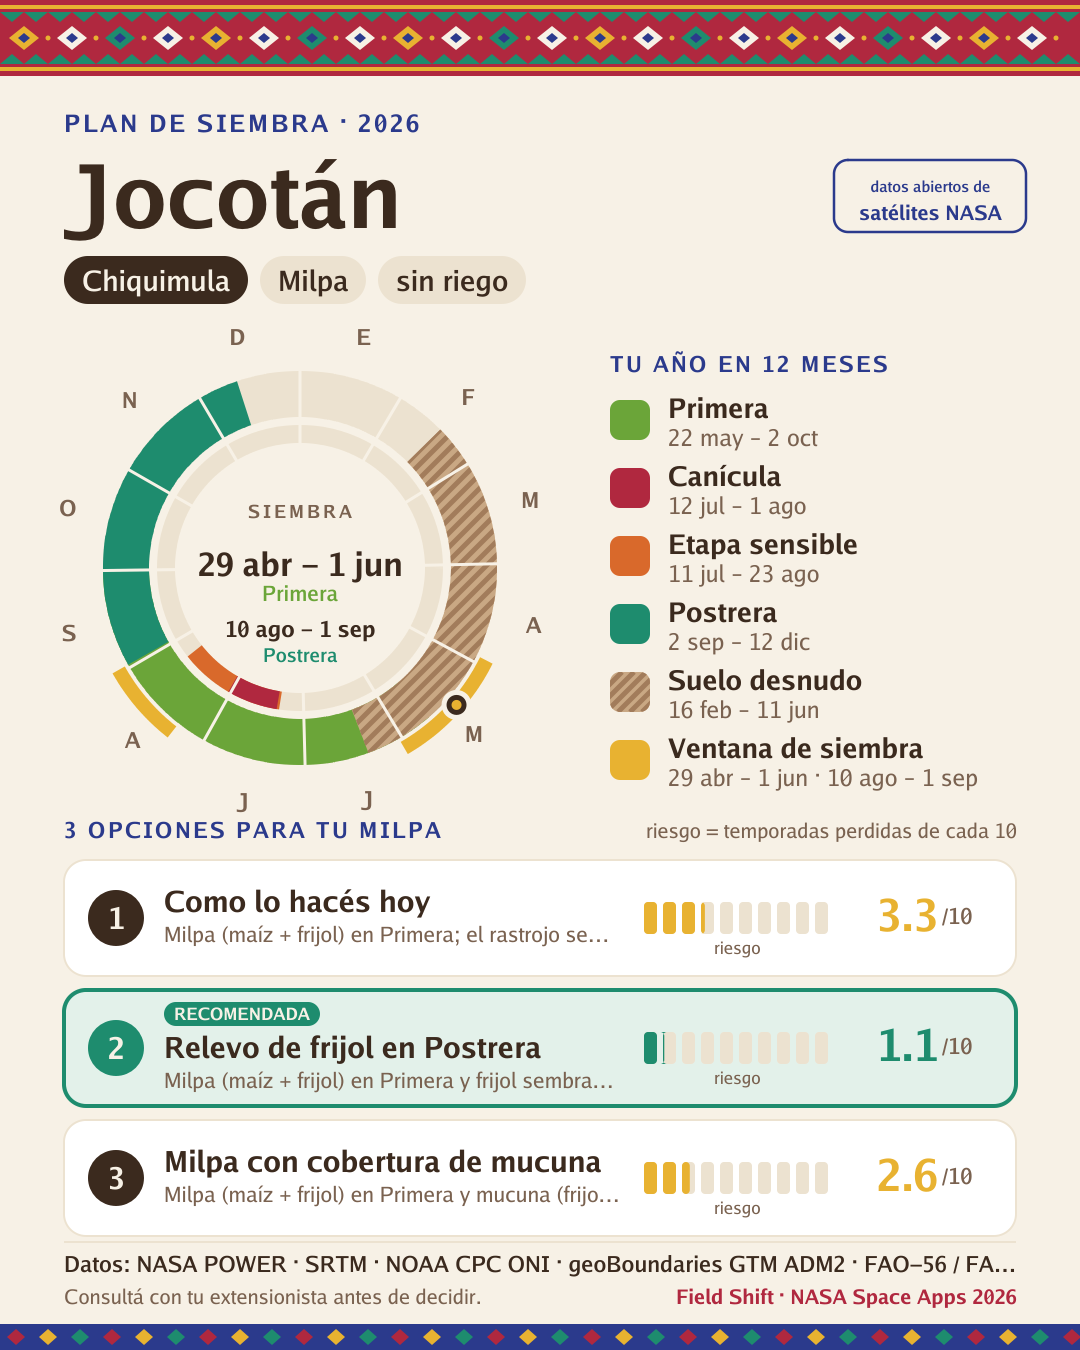 PLAN DE SIEMBRA · 2026
Jocotán
datos abiertos de
satélites NASA
Chiquimula
Milpa
sin riego
D
E
N
F
O
M
S
A
A
M
J
J
SIEMBRA
29 abr – 1 jun
Primera
10 ago – 1 sep
Postrera
TU AÑO EN 12 MESES
Primera
22 may – 2 oct
Canícula
12 jul – 1 ago
Etapa sensible
11 jul – 23 ago
Postrera
2 sep – 12 dic
Suelo desnudo
16 feb – 11 jun
Ventana de siembra
29 abr – 1 jun · 10 ago – 1 sep
3 OPCIONES PARA TU MILPA
riesgo = temporadas perdidas de cada 10
1
Como lo hacés hoy
Milpa (maíz + frijol) en Primera; el rastrojo se…
riesgo
3.3/10
RECOMENDADA
2
Relevo de frijol en Postrera
Milpa (maíz + frijol) en Primera y frijol sembra…
riesgo
1.1/10
3
Milpa con cobertura de mucuna
Milpa (maíz + frijol) en Primera y mucuna (frijo…
riesgo
2.6/10
Datos: NASA POWER · SRTM · NOAA CPC ONI · geoBoundaries GTM ADM2 · FAO–56 / FA…
Consultá con tu extensionista antes de decidir.
Field Shift · NASA Space Apps 2026